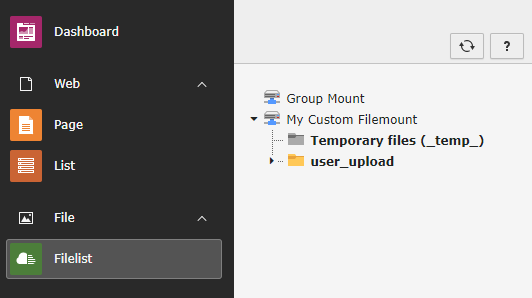 Dashboard
Web
Page
List
File
Filelist
?
Group Mount
My Custom Filemount
Temporary files (_temp_)
user_upload